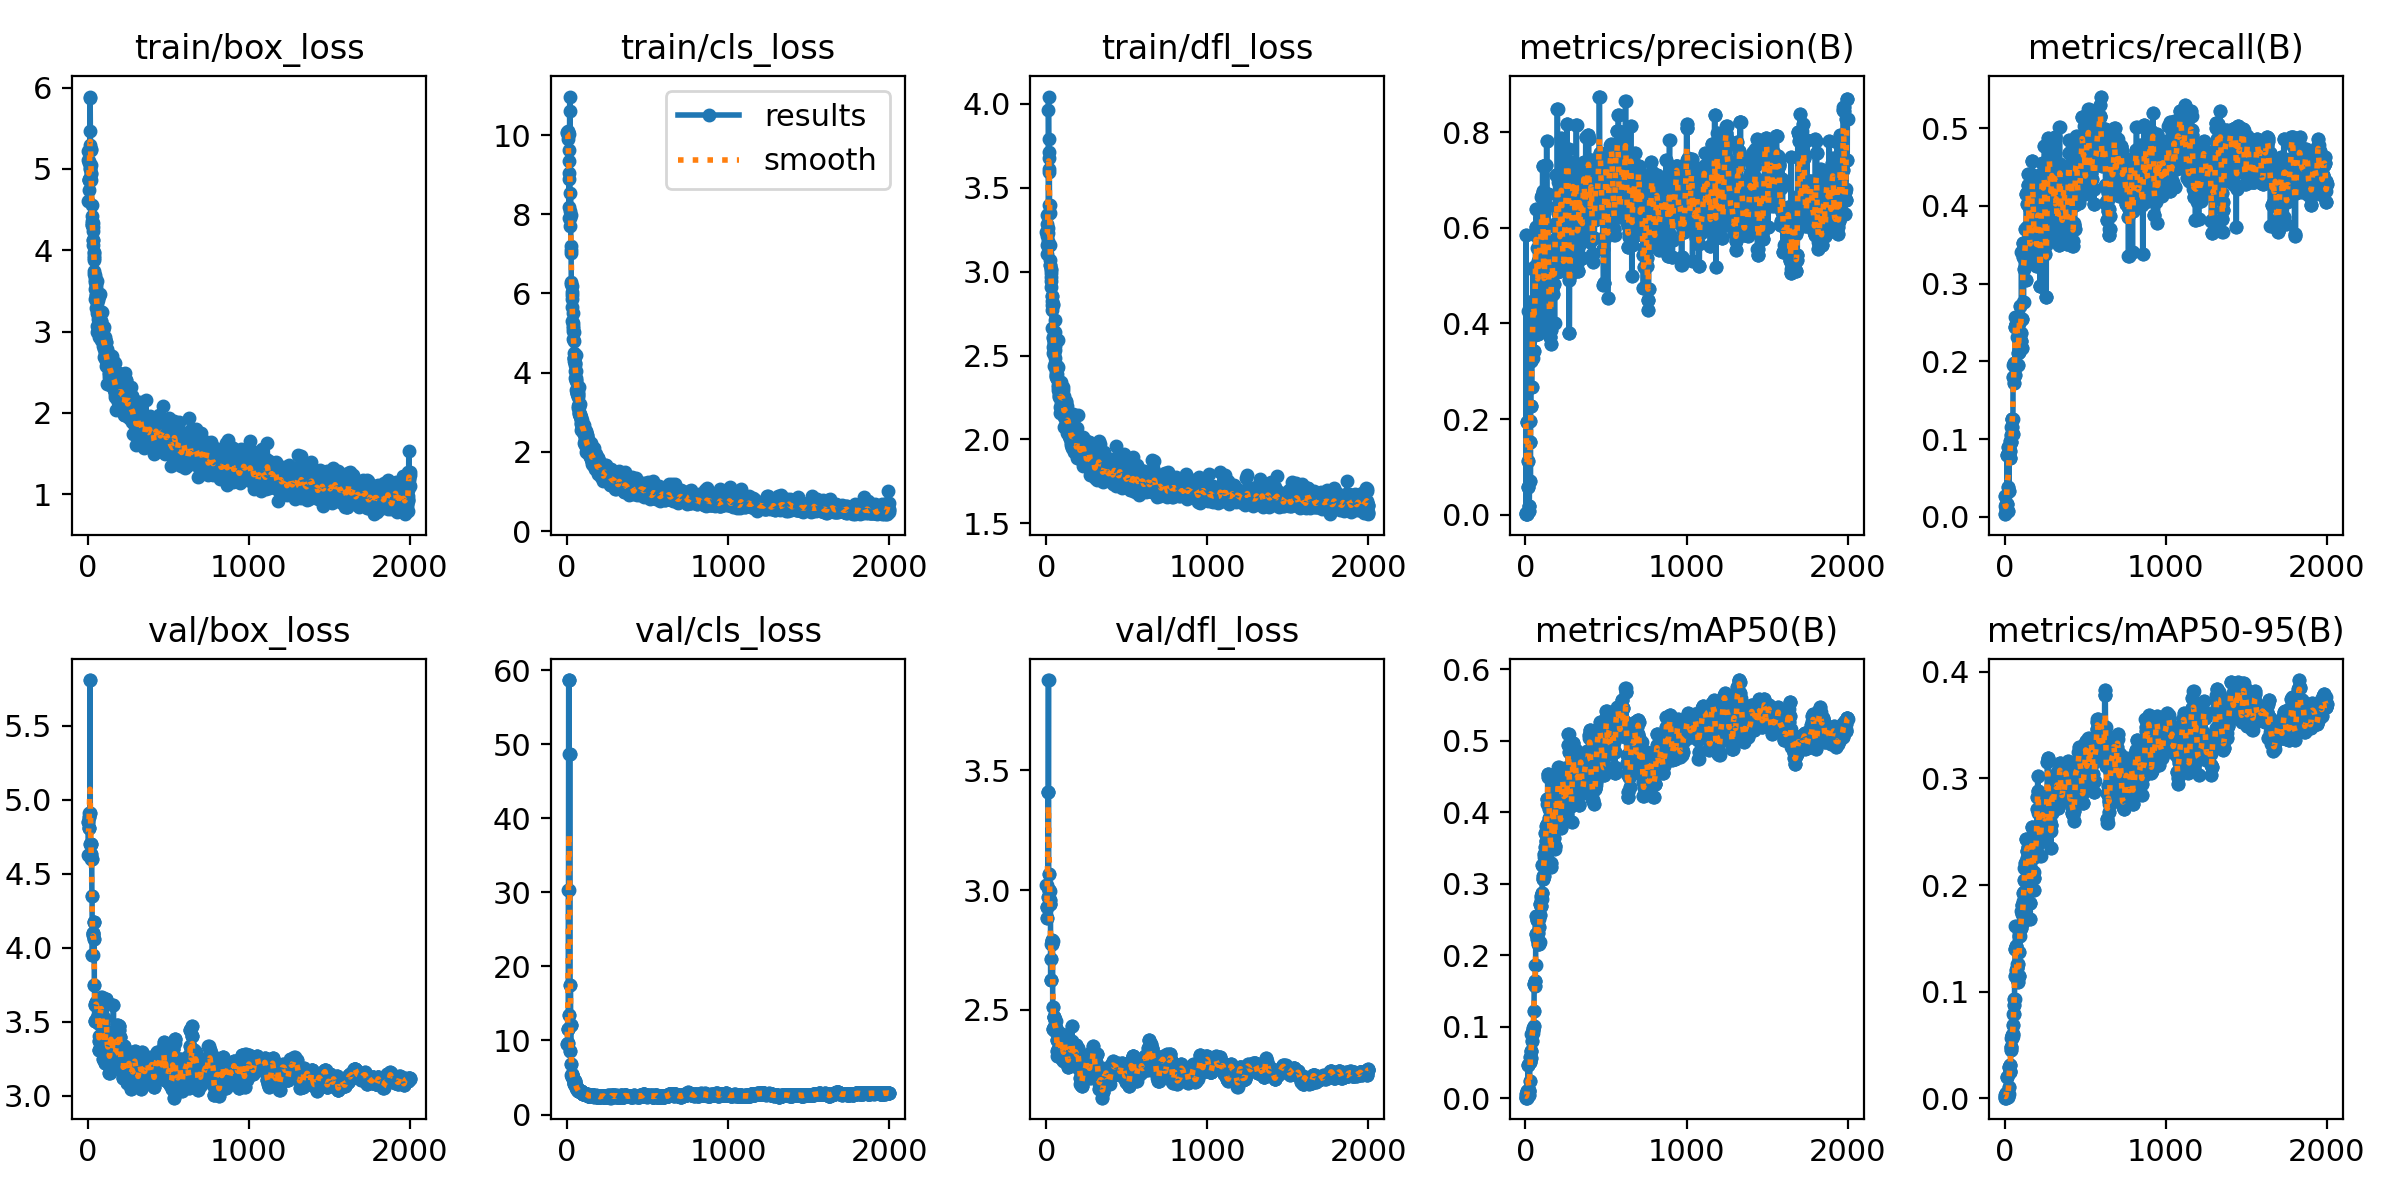 train/box_loss
train/cls_loss
train/dfl_loss
metrics/precision(B)
metrics/recall(B)
6
5
4
3
2
1
0 1000 2000
results
smooth
10
8
6
4
2
0
0 1000 2000
4.0
3.5
3.0
2.5
2.0
1.5
0 1000 2000
0.8
0.6
0.4
0.2
0.0
0 1000 2000
0.5
0.4
0.3
0.2
0.1
0.0
0 1000 2000
val/box_loss
val/cls_loss
val/dfl_loss
metrics/mAP50(B)
metrics/mAP50-95(B)
5.5
5.0
4.5
4.0
3.5
3.0
0 1000 2000
60
50
40
30
20
10
0
0 1000 2000
3.5
3.0
2.5
0 1000 2000
0.6
0.5
0.4
0.3
0.2
0.1
0.0
0 1000 2000
0.4
0.3
0.2
0.1
0.0
0 1000 2000